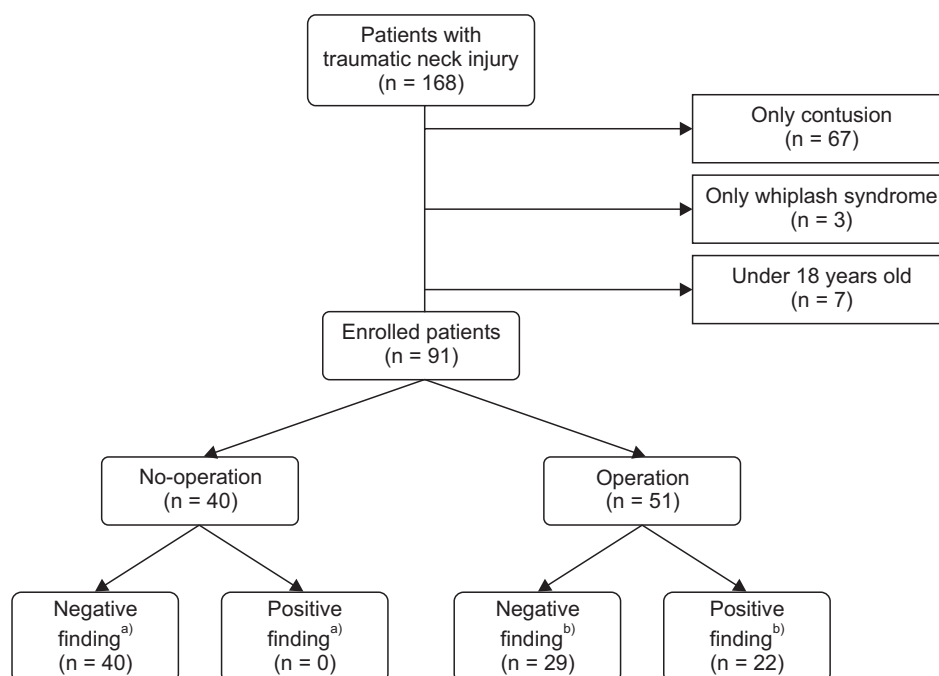 Patients with
traumatic neck injury
(n = 168)
Only contusion
(n = 67)
Only whiplash syndrome
(n = 3)
Under 18 years old
(n = 7)
Enrolled patients
(n = 91)
No-operation
(n = 40)
Operation
(n = 51)
Negative
finding a)
(n = 40)
Positive
finding a)
(n = 0)
Negative
finding b)
(n = 29)
Positive
finding b)
(n = 22)